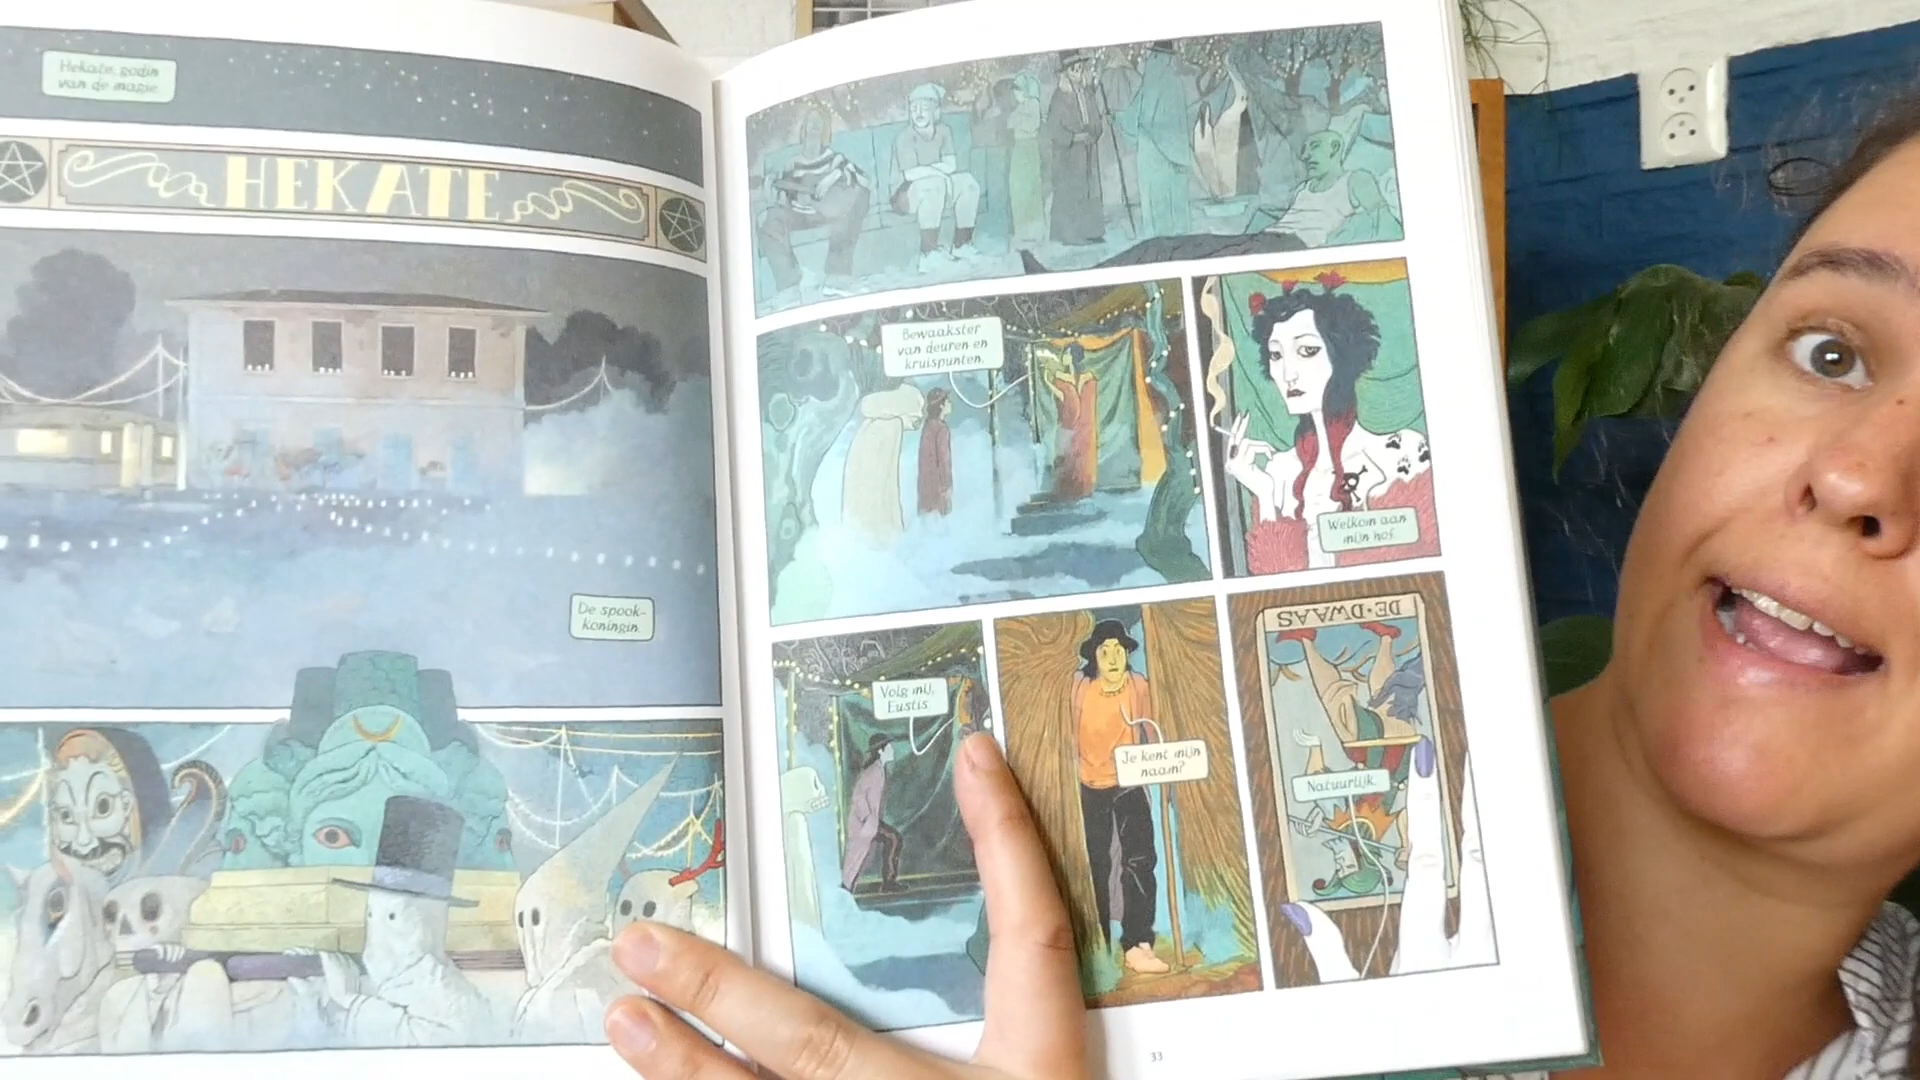 Hekate, godin
van de magie.
HEKATE
De spook-
koningin.
Bewaakster
van deuren en
kruispunten.
Welkom aan
mijn hof.
Volg mij,
Eustis.
Je kent mijn
naam?
DE·DWAAS
Natuurlijk.
33